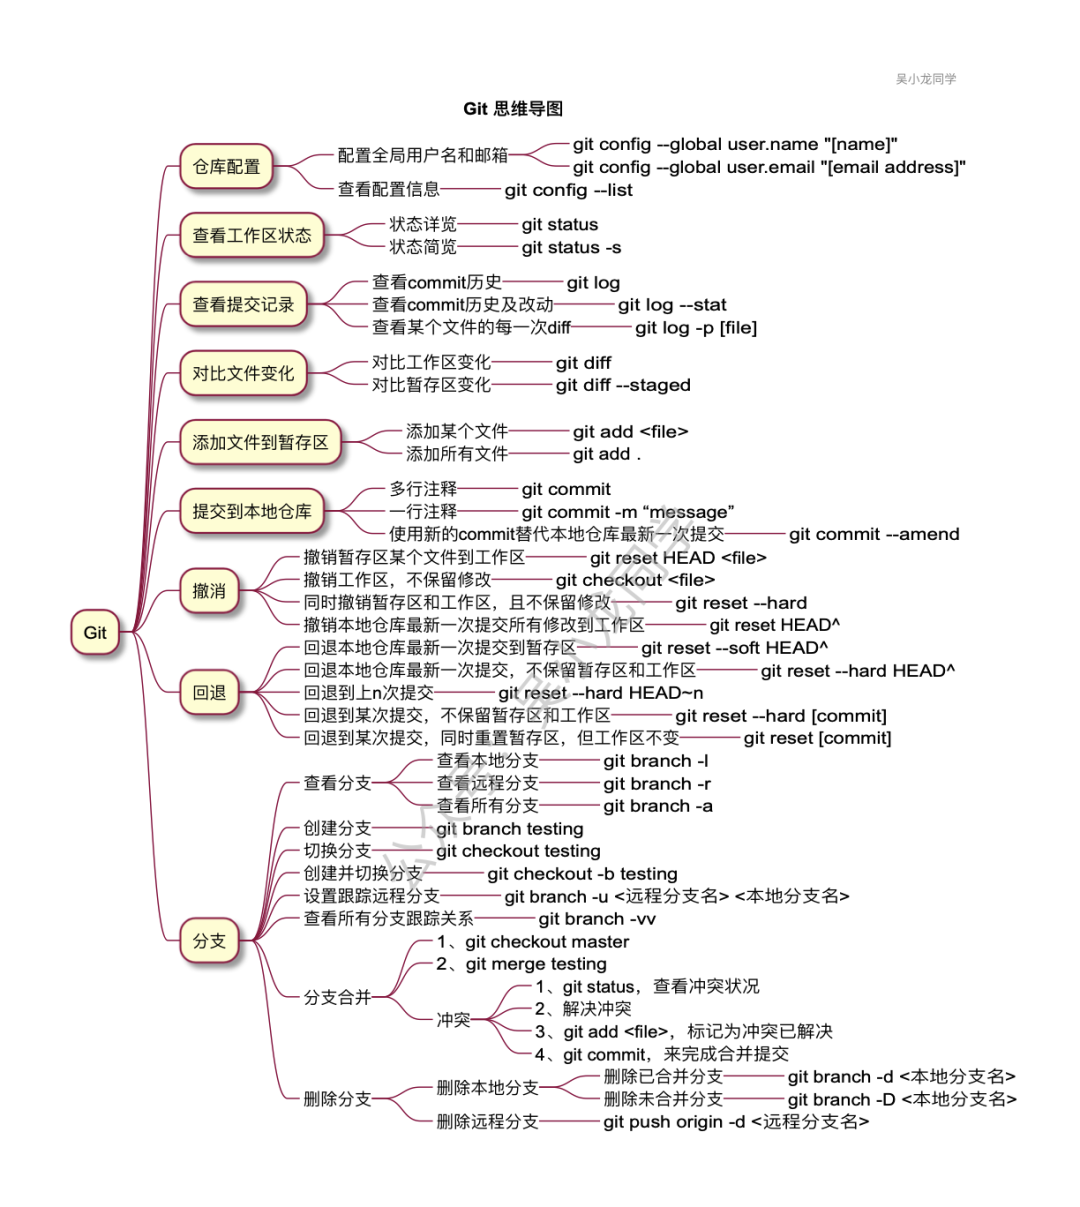 吴小龙同学
Git 思维导图
仓库配置
配置全局用户名和邮箱
git config --global user.name "[name]"
git config --global user.email "[email address]"
查看配置信息
git config --list
查看工作区状态
状态详览
git status
状态简览
git status -s
查看提交记录
查看commit历史
git log
查看commit历史及改动
git log --stat
查看某个文件的每一次diff
git log -p [file]
对比文件变化
对比工作区变化
git diff
对比暂存区变化
git diff --staged
添加文件到暂存区
添加某个文件
git add <file>
添加所有文件
git add .
提交到本地仓库
多行注释
git commit
一行注释
git commit -m “message”
使用新的commit替代本地仓库最新一次提交
git commit --amend
撤消
撤销暂存区某个文件到工作区
git reset HEAD <file>
撤销工作区，不保留修改
git checkout <file>
同时撤销暂存区和工作区，且不保留修改
git reset --hard
撤销本地仓库最新一次提交所有修改到工作区
git reset HEAD^
Git
回退
回退本地仓库最新一次提交到暂存区
git reset --soft HEAD^
回退本地仓库最新一次提交，不保留暂存区和工作区
git reset --hard HEAD^
回退到上n次提交
git reset --hard HEAD~n
回退到某次提交，不保留暂存区和工作区
git reset --hard [commit]
回退到某次提交，同时重置暂存区，但工作区不变
git reset [commit]
分支
查看分支
查看本地分支
git branch -l
查看远程分支
git branch -r
查看所有分支
git branch -a
创建分支
git branch testing
切换分支
git checkout testing
创建并切换分支
git checkout -b testing
设置跟踪远程分支
git branch -u <远程分支名> <本地分支名>
查看所有分支跟踪关系
git branch -vv
分支合并
1、git checkout master
2、git merge testing
冲突
1、git status，查看冲突状况
2、解决冲突
3、git add <file>，标记为冲突已解决
4、git commit，来完成合并提交
删除分支
删除本地分支
删除已合并分支
git branch -d <本地分支名>
删除未合并分支
git branch -D <本地分支名>
删除远程分支
git push origin -d <远程分支名>
公众号：吴小龙同学